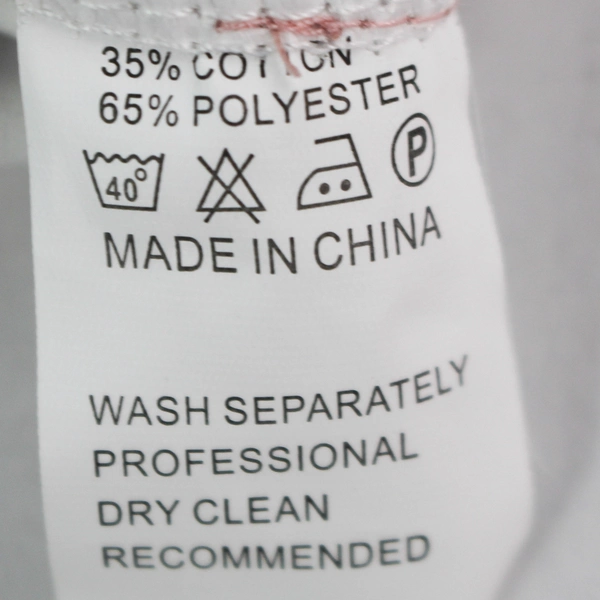 35% COTTON
65% POLYESTER
40° P
MADE IN CHINA
WASH SEPARATELY
PROFESSIONAL
DRY CLEAN
RECOMMENDED